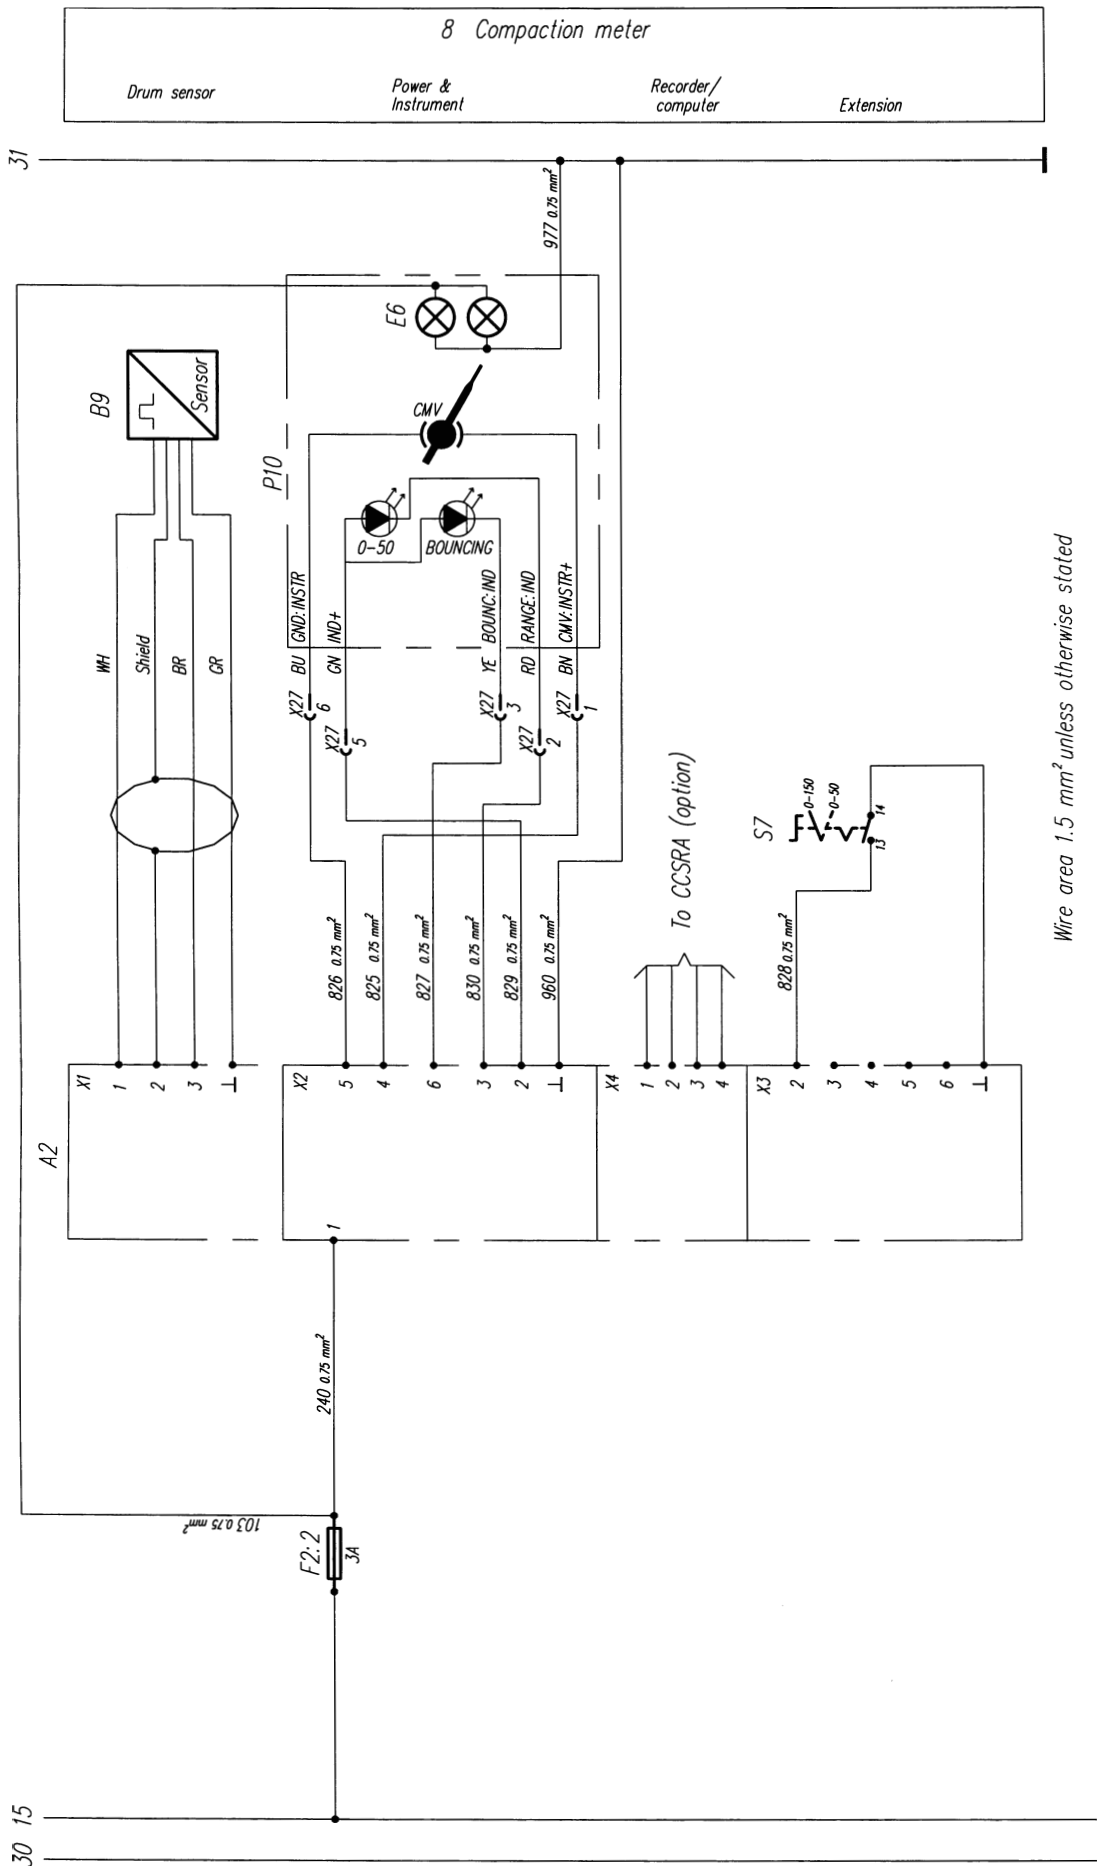 8 Compaction meter
Drum sensor
Power &
Instrument
Recorder/
computer
Extension
31
977 0.75 mm²
E6
B9
Sensor
CMV
P10
0-50
BOUNCING
WH
Shield
BR
GR
BU GND:INSTR
GN IND+
YE BOUNC:IND
RD RANGE:IND
BN CMV:INSTR+
X27
6
X27
5
X27
3
X27
2
X27
1
Wire area 1.5 mm² unless otherwise stated
To CCSRA (option)
S7
0-150
0-50
13
14
826 0.75 mm²
825 0.75 mm²
827 0.75 mm²
830 0.75 mm²
829 0.75 mm²
960 0.75 mm²
828 0.75 mm²
A2
X1
1
2
3
X2
5
4
6
3
2
X4
1
2
3
4
X3
2
3
4
5
6
1
240 0.75 mm²
103 0.75 mm²
F2:2
3A
15
30